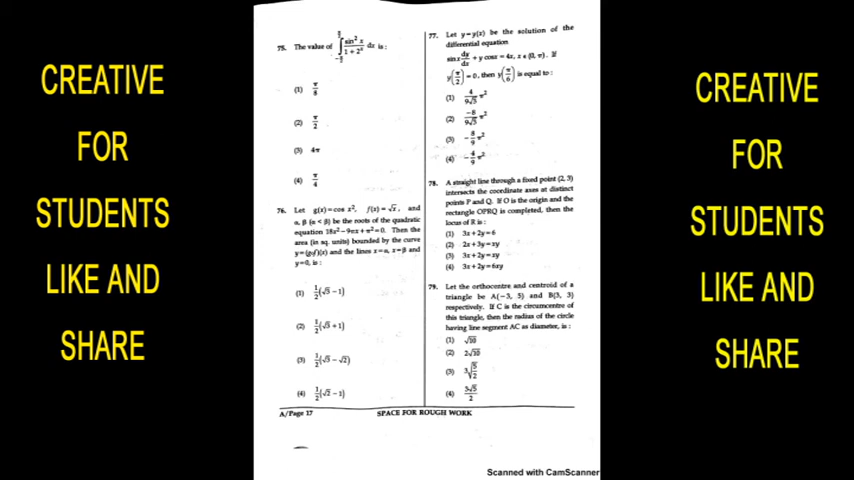 CREATIVE
FOR
STUDENTS
LIKE AND
SHARE
75. The value of ∫_{-π/2}^{π/2} sin² x / (1 + 2ˣ) dx is :
(1) π/8
(2) π/2
(3) 4π
(4) π/4
76. Let g(x) = cos x², f(x) = √x, and
α, β (α < β) be the roots of the quadratic
equation 18x² − 9πx + π² = 0. Then the
area (in sq. units) bounded by the curve
y = (gof)(x) and the lines x = α, x = β and
y = 0, is :
(1) 1/2 (√3 − 1)
(2) 1/2 (√3 + 1)
(3) 1/2 (√3 − √2)
(4) 1/2 (√2 − 1)
A/Page 17
77. Let y = y(x) be the solution of the
differential equation
sin x dy/dx + y cos x = 4x, x ∈ (0, π). If
y(π/2) = 0, then y(π/6) is equal to :
(1) 4/(9√3) π²
(2) −8/(9√3) π²
(3) −8/9 π²
(4) −4/9 π²
78. A straight line through a fixed point (2, 3)
intersects the coordinate axes at distinct
points P and Q. If O is the origin and the
rectangle OPRQ is completed, then the
locus of R is :
(1) 3x + 2y = 6
(2) 2x + 3y = xy
(3) 3x + 2y = xy
(4) 3x + 2y = 6xy
79. Let the orthocentre and centroid of a
triangle be A(−3, 5) and B(3, 3)
respectively. If C is the circumcentre of
this triangle, then the radius of the circle
having line segment AC as diameter, is :
(1) √10
(2) 2√10
(3) 3√(5/2)
(4) 3√5/2
SPACE FOR ROUGH WORK
Scanned with CamScanner
CREATIVE
FOR
STUDENTS
LIKE AND
SHARE